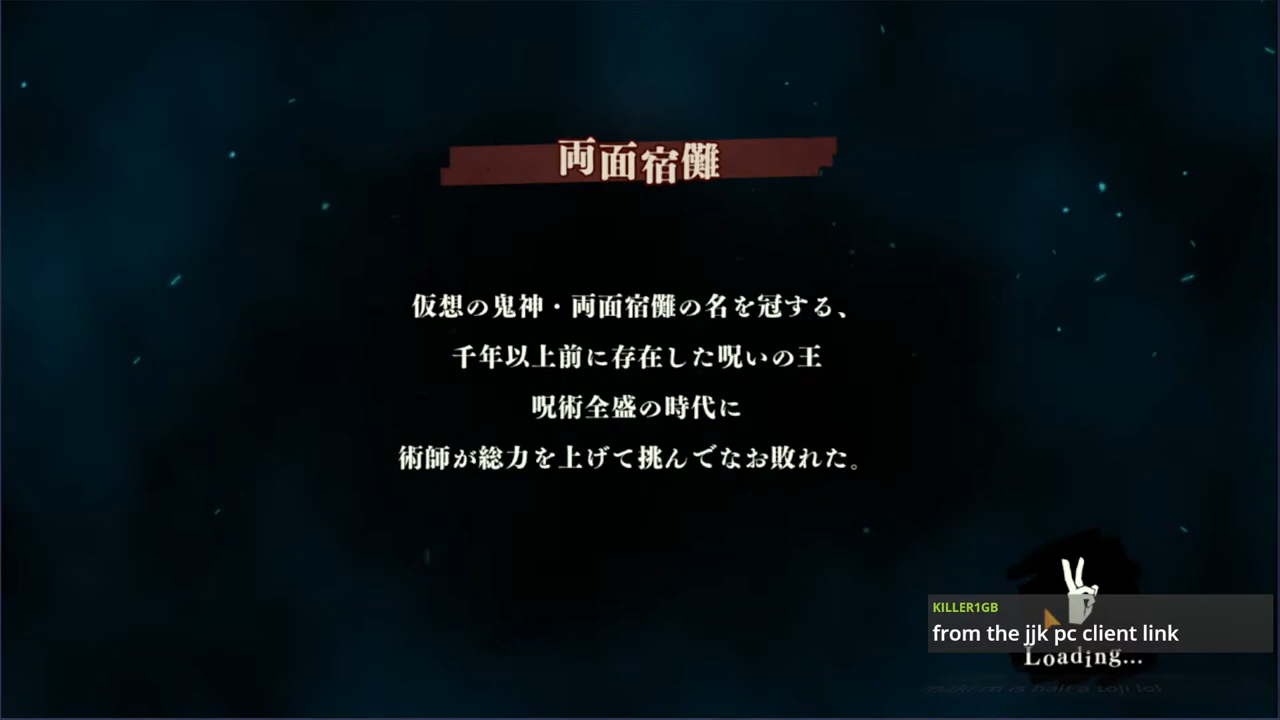 両面宿儺
仮想の鬼神・両面宿儺の名を冠する、
千年以上前に存在した呪いの王
呪術全盛の時代に
術師が総力を上げて挑んでなお敗れた。
KILLER1GB
from the jjk pc client link
Loading...